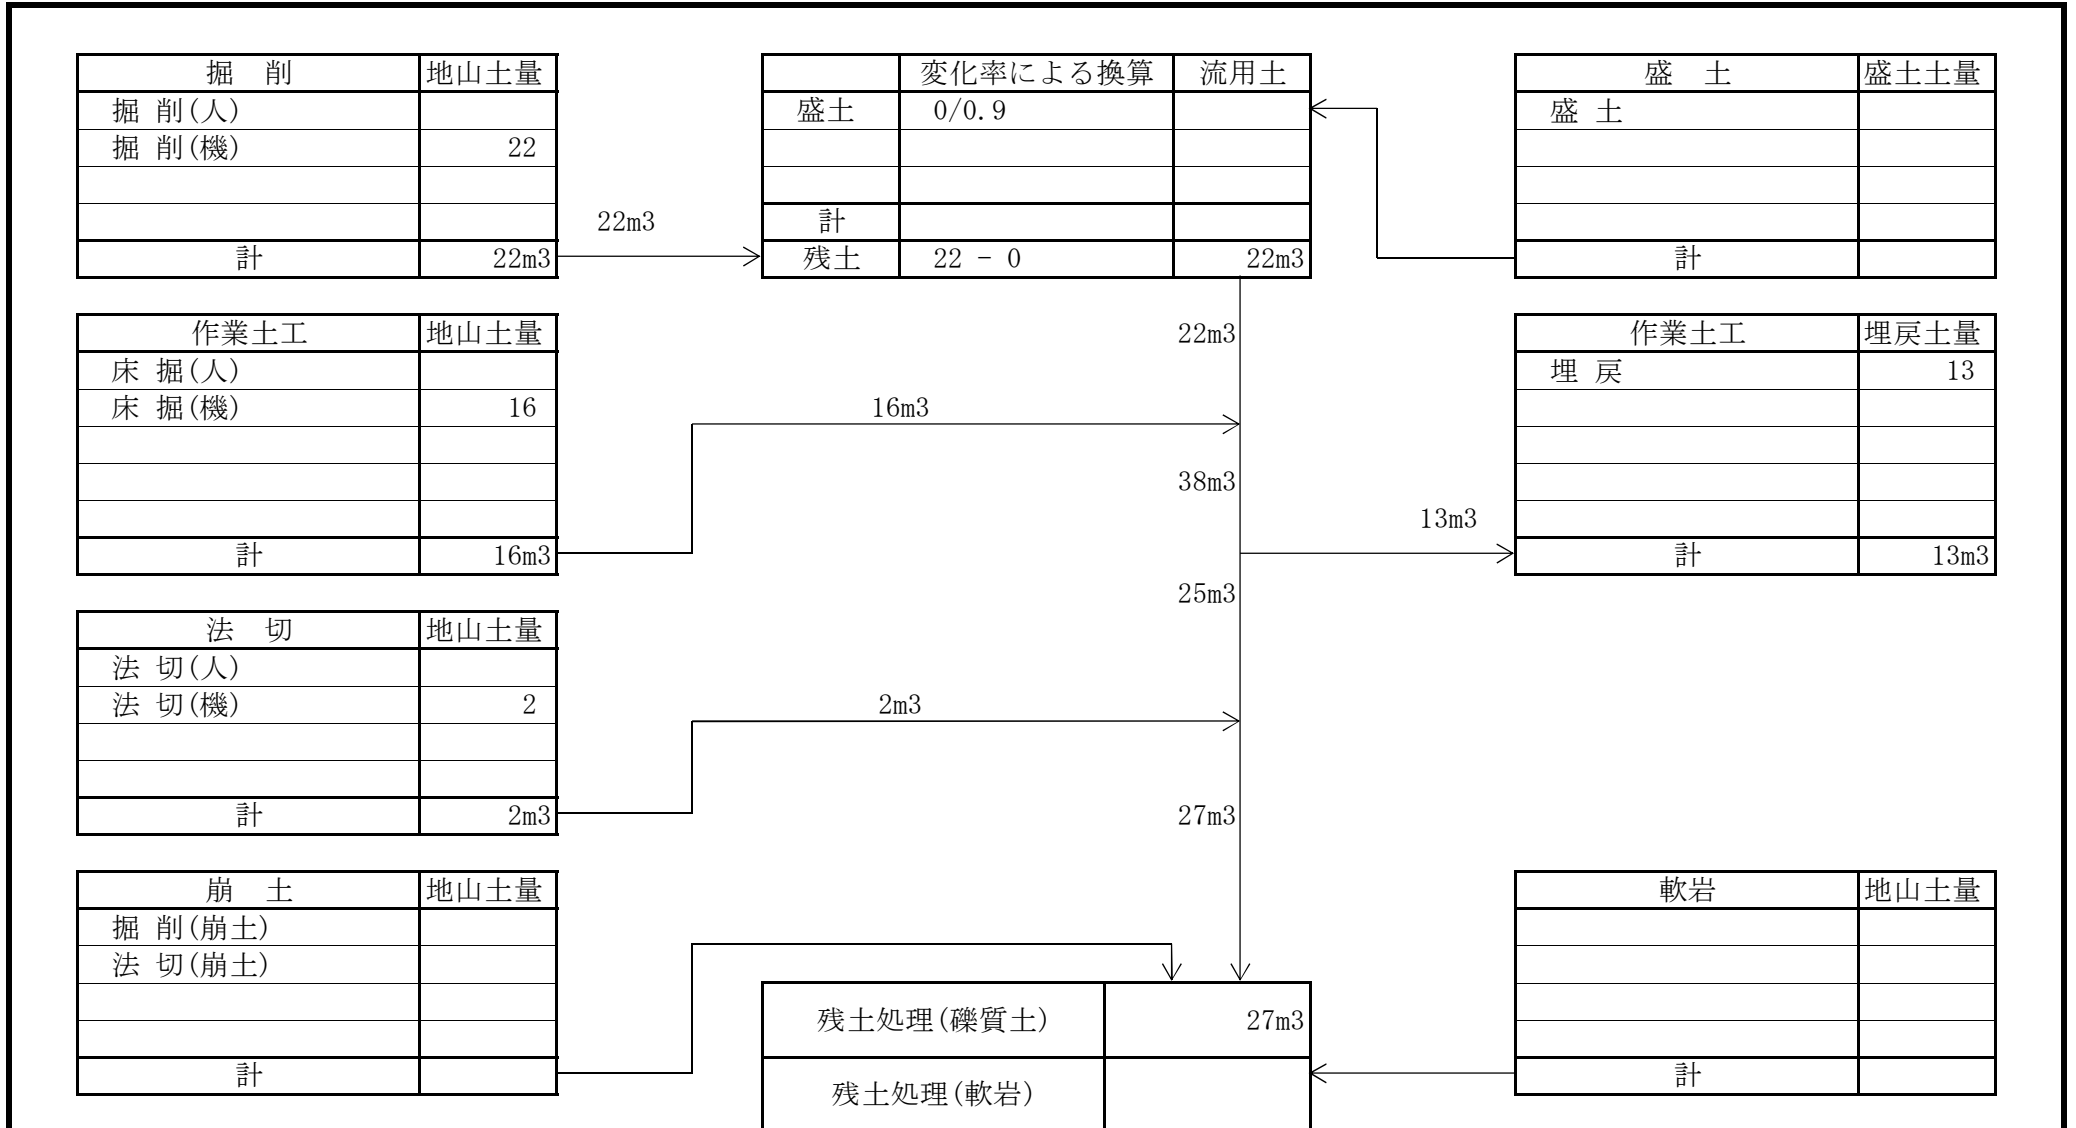 掘　削 地山土量
掘 削(人)
掘 削(機) 22
計 22m3
22m3
変化率による換算 流用土
盛土 0/0.9
計
残土 22 - 0 22m3
盛　土 盛土土量
盛 土
計
作業土工 地山土量
床 掘(人)
床 掘(機) 16
計 16m3
16m3
22m3
38m3
13m3
25m3
作業土工 埋戻土量
埋 戻 13
計 13m3
法　切 地山土量
法 切(人)
法 切(機) 2
計 2m3
2m3
27m3
崩　土 地山土量
掘 削(崩土)
法 切(崩土)
計
残土処理(礫質土) 27m3
残土処理(軟岩)
軟岩 地山土量
計